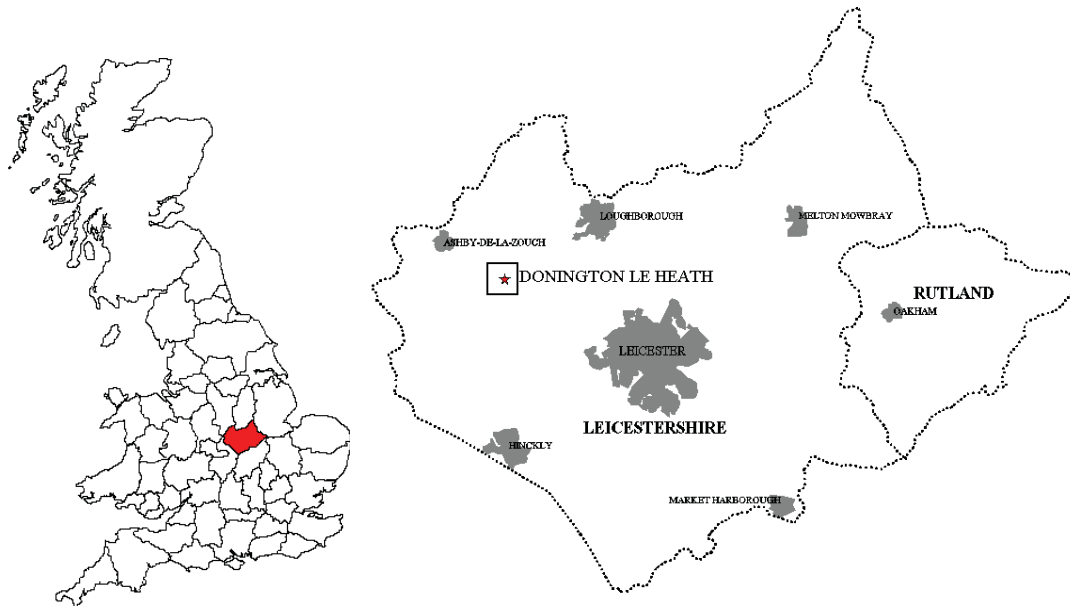 LOUGHBOROUGH
MELTON MOWBRAY
ASHBY-DE-LA-ZOUCH
DONINGTON LE HEATH
RUTLAND
OAKHAM
LEICESTER
LEICESTERSHIRE
HINCKLY
MARKET HARBOROUGH